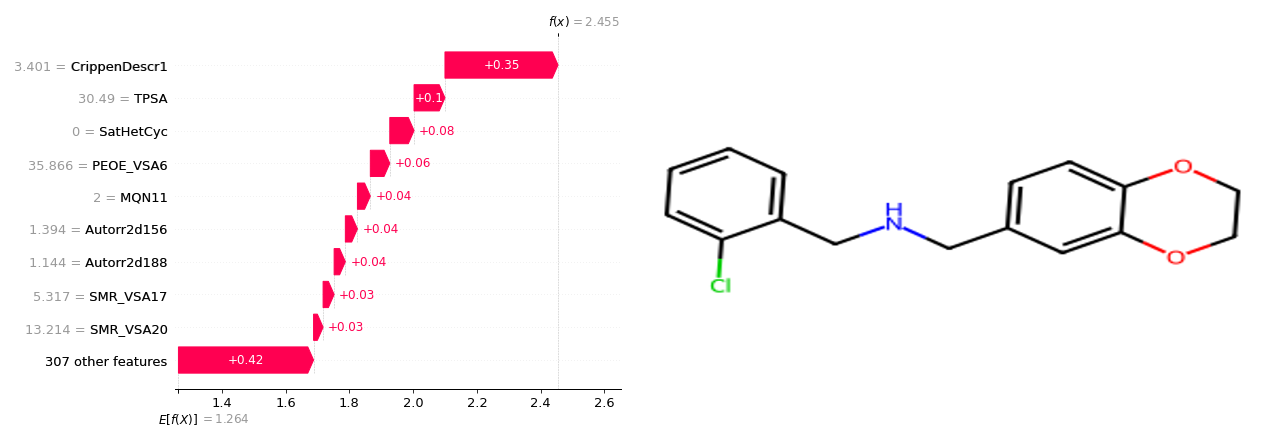 f(x) = 2.455
3.401 = CrippenDescr1
+0.35
30.49 = TPSA
+0.1
0 = SatHetCyc
+0.08
35.866 = PEOE_VSA6
+0.06
2 = MQN11
+0.04
1.394 = Autorr2d156
+0.04
1.144 = Autorr2d188
+0.04
5.317 = SMR_VSA17
+0.03
13.214 = SMR_VSA20
+0.03
307 other features
+0.42
1.4 1.6 1.8 2.0 2.2 2.4 2.6
E[f(X)] = 1.264
O
H
N
O
Cl